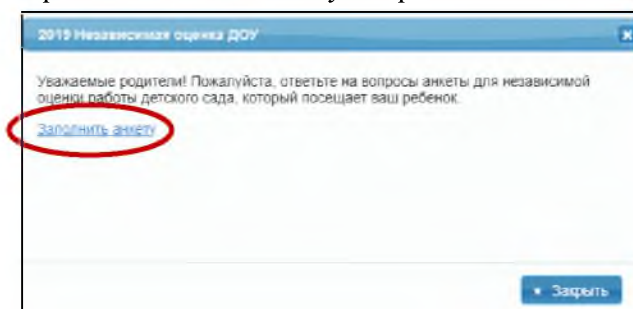 2019 Независимая оценка ДОУ
Уважаемые родители! Пожалуйста, ответьте на вопросы анкеты для независимой
оценки работы детского сада, который посещает ваш ребенок.
Заполнить анкету
Закрыть